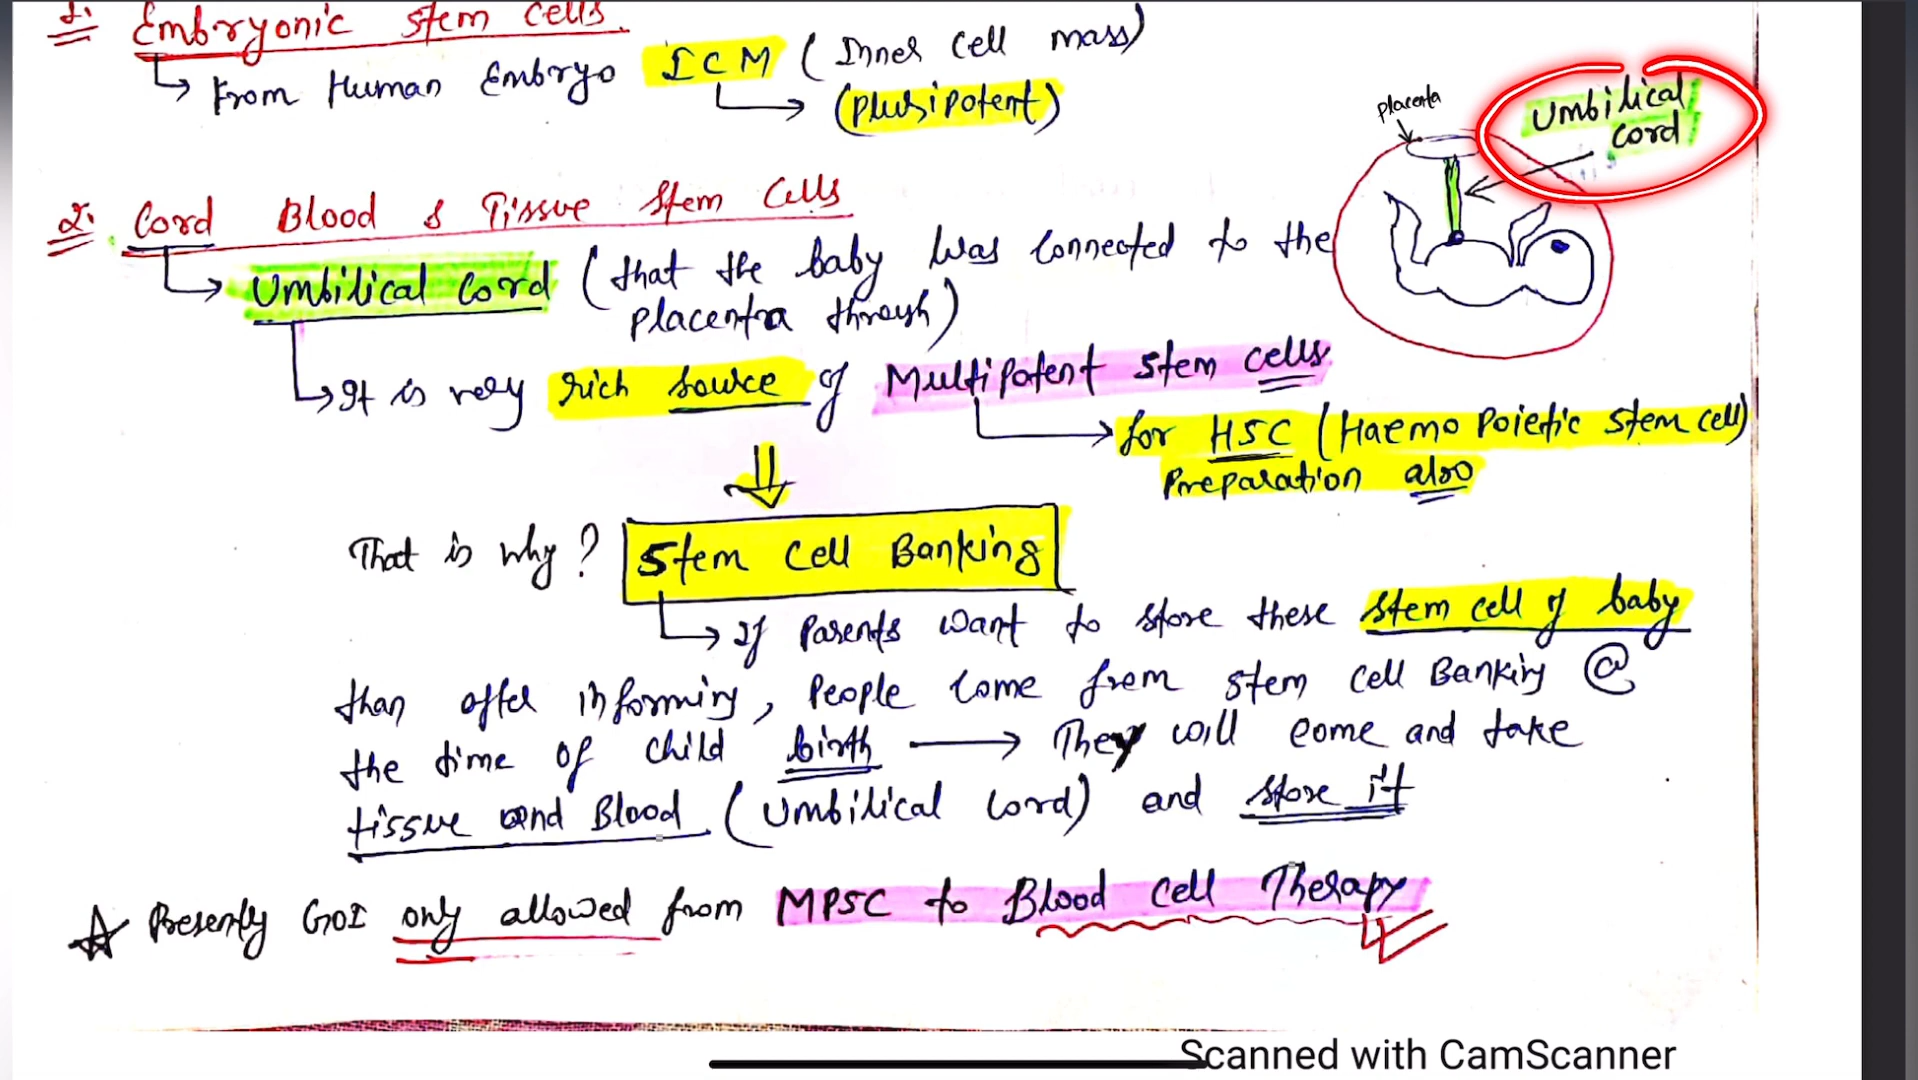 1. Embryonic Stem Cells
From Human Embryo ICM (Inner Cell mass)
(Pluripotent)
placenta
Umbilical
Cord
2. Cord Blood & Tissue Stem Cells
Umbilical Cord (that the baby was connected to the
placenta through)
It is very rich source of Multipotent stem cells
for HSC (Haemo Poietic Stem cell)
Preparation also
That is why? Stem Cell Banking
If Parents want to store these stem cell of baby
than after informing, People come from stem cell Banking @
the time of child birth → They will come and take
tissue and Blood (Umbilical Cord) and store it
☆ Presently GOI only allowed from MPSC to Blood Cell Therapy
Scanned with CamScanner